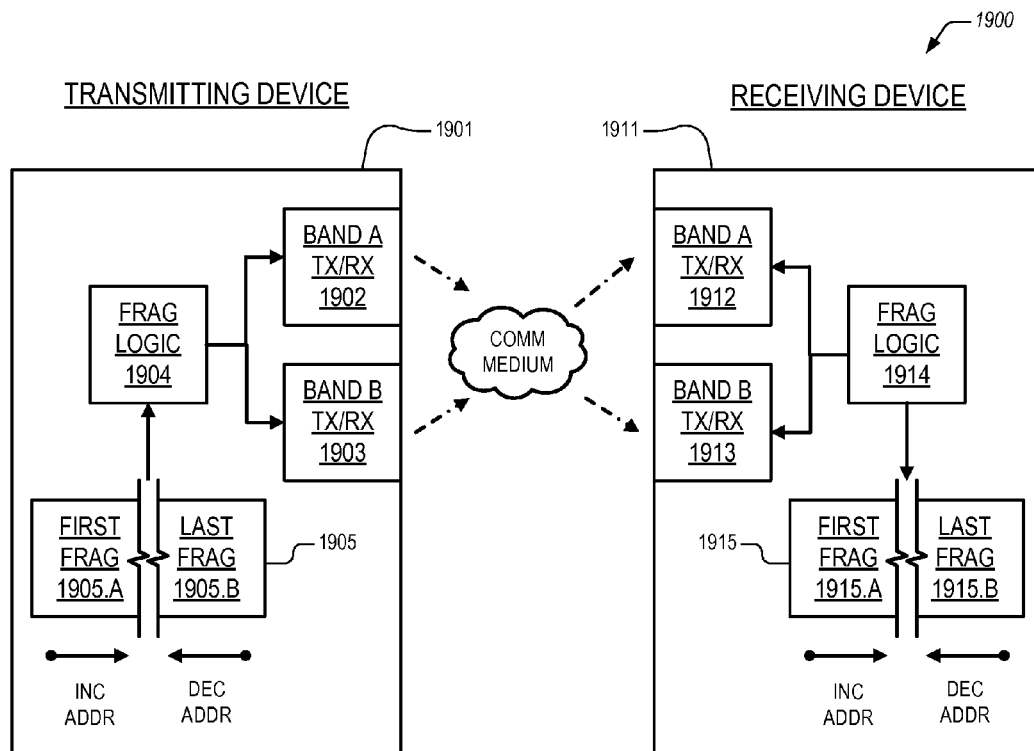 1900
TRANSMITTING DEVICE
RECEIVING DEVICE
1901
1911
BAND A
TX/RX
1902
BAND B
TX/RX
1903
FRAG
LOGIC
1904
FIRST
FRAG
1905.A
LAST
FRAG
1905.B
1905
INC
ADDR
DEC
ADDR
COMM
MEDIUM
BAND A
TX/RX
1912
BAND B
TX/RX
1913
FRAG
LOGIC
1914
1915
FIRST
FRAG
1915.A
LAST
FRAG
1915.B
INC
ADDR
DEC
ADDR